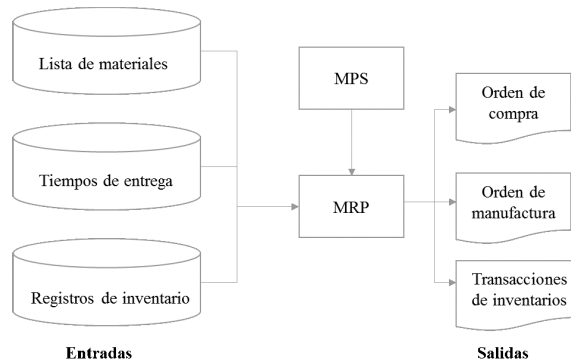 Lista de materiales
Tiempos de entrega
Registros de inventario
Entradas
MPS
MRP
Orden de
compra
Orden de
manufactura
Transacciones
de inventarios
Salidas